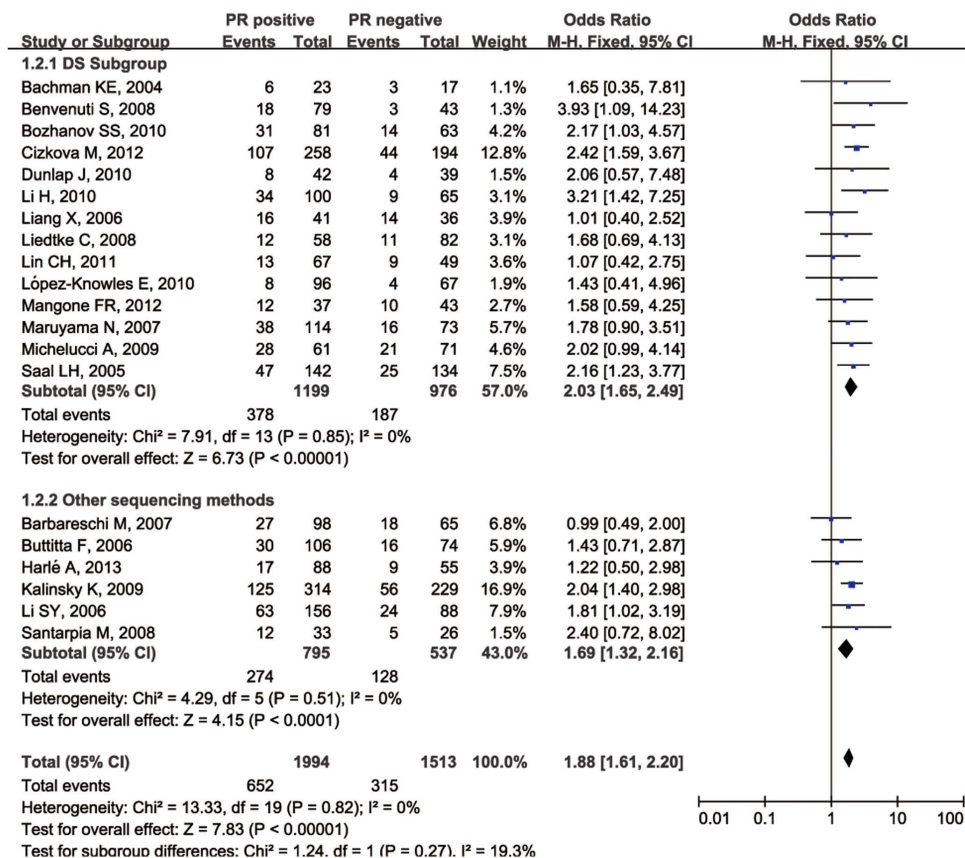 PR positive PR negative Odds Ratio Odds Ratio
Study or Subgroup Events Total Events Total Weight M-H, Fixed, 95% CI M-H, Fixed, 95% CI
1.2.1 DS Subgroup
Bachman KE, 2004 6 23 3 17 1.1% 1.65 [0.35, 7.81]
Benvenuti S, 2008 18 79 3 43 1.3% 3.93 [1.09, 14.23]
Bozhanov SS, 2010 31 81 14 63 4.2% 2.17 [1.03, 4.57]
Cizkova M, 2012 107 258 44 194 12.8% 2.42 [1.59, 3.67]
Dunlap J, 2010 8 42 4 39 1.5% 2.06 [0.57, 7.48]
Li H, 2010 34 100 9 65 3.2% 3.21 [1.42, 7.25]
Liang X, 2006 16 41 14 36 3.9% 1.01 [0.40, 2.52]
Liedtke C, 2008 12 58 11 82 3.1% 1.68 [0.69, 4.13]
Lin CH, 2011 13 67 9 49 3.6% 1.07 [0.42, 2.75]
López-Knowles E, 2010 8 96 4 67 1.9% 1.43 [0.41, 4.96]
Mangone FR, 2012 12 37 10 43 2.7% 1.58 [0.59, 4.25]
Maruyama N, 2007 38 114 16 73 5.7% 1.78 [0.90, 3.51]
Michelucci A, 2009 28 61 21 71 4.6% 2.02 [0.99, 4.14]
Saal LH, 2005 47 142 25 134 7.5% 2.16 [1.23, 3.77]
Subtotal (95% CI) 1199 976 57.0% 2.03 [1.65, 2.49]
Total events 378 187
Heterogeneity: Chi² = 7.91, df = 13 (P = 0.85); I² = 0%
Test for overall effect: Z = 6.73 (P < 0.00001)
1.2.2 Other sequencing methods
Barbareschi M, 2007 27 98 18 65 6.8% 0.99 [0.49, 2.00]
Buttitta F, 2006 30 106 16 74 5.9% 1.43 [0.71, 2.87]
Harlé A, 2013 17 88 9 55 3.9% 1.22 [0.50, 2.98]
Kalinsky K, 2009 125 314 56 229 16.9% 2.04 [1.40, 2.98]
Li SY, 2006 63 156 24 88 7.9% 1.81 [1.02, 3.19]
Santarpia M, 2008 12 33 5 26 1.5% 2.40 [0.72, 8.02]
Subtotal (95% CI) 795 537 43.0% 1.69 [1.32, 2.16]
Total events 274 128
Heterogeneity: Chi² = 4.29, df = 5 (P = 0.51); I² = 0%
Test for overall effect: Z = 4.15 (P < 0.0001)
Total (95% CI) 1994 1513 100.0% 1.88 [1.61, 2.20]
Total events 652 315
Heterogeneity: Chi² = 13.33, df = 19 (P = 0.82); I² = 0%
Test for overall effect: Z = 7.83 (P < 0.00001)
Test for subgroup differences: Chi² = 1.24, df = 1 (P = 0.27), I² = 19.3%
0.01 0.1 1 10 100